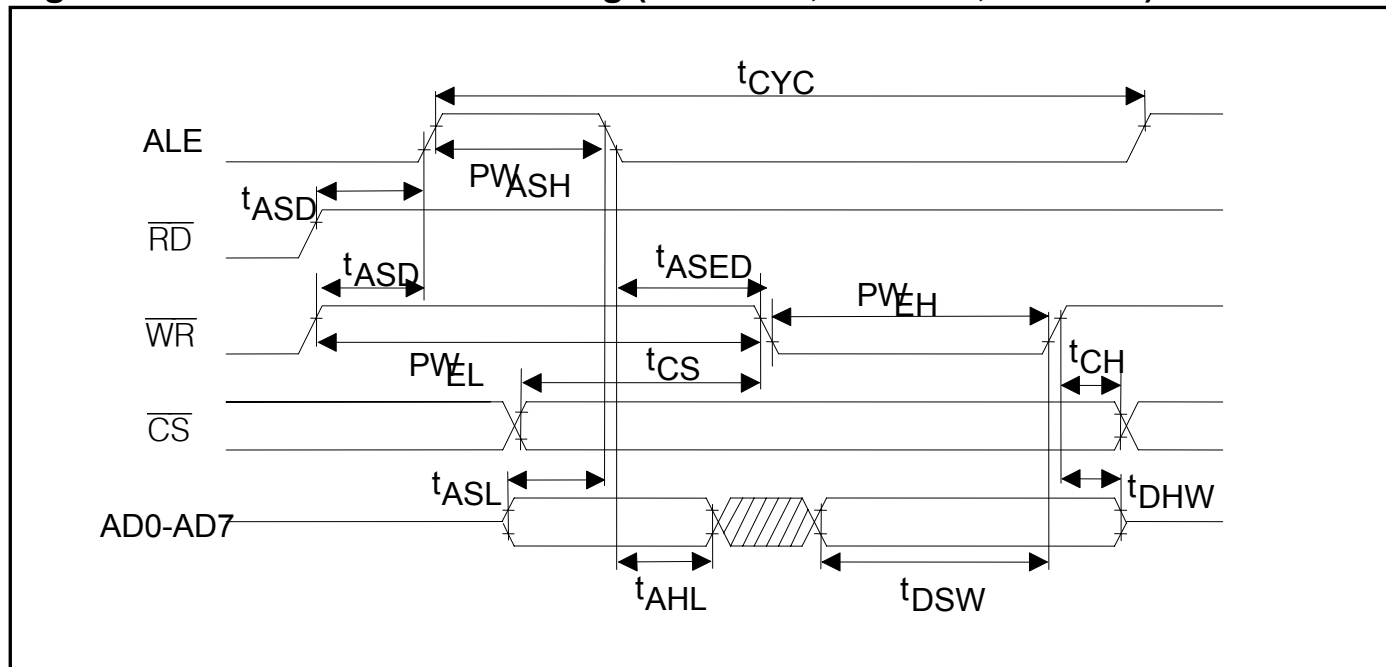 tCYC
ALE
PWASH
tASD
RD
tASD
tASED
PWEH
WR
PWEL
tCS
tCH
CS
tASL
tDHW
AD0-AD7
tAHL
tDSW